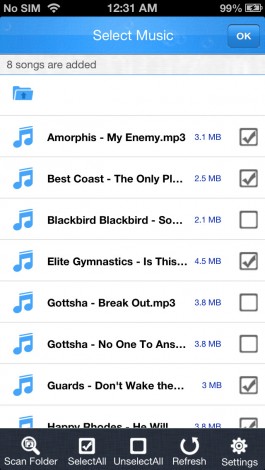 No SIM 12:31 AM 99%
Select Music OK
8 songs are added
Amorphis - My Enemy.mp3 3.1 MB
Best Coast - The Only Pl... 2.5 MB
Blackbird Blackbird - So... 2.1 MB
Elite Gymnastics - Is This... 4.5 MB
Gottsha - Break Out.mp3 3.8 MB
Gottsha - No One To Ans... 3.8 MB
Guards - Don't Wake the... 3 MB
Happy Rhodes - He Will 3.8 MB
Scan Folder SelectAll UnselectAll Refresh Settings